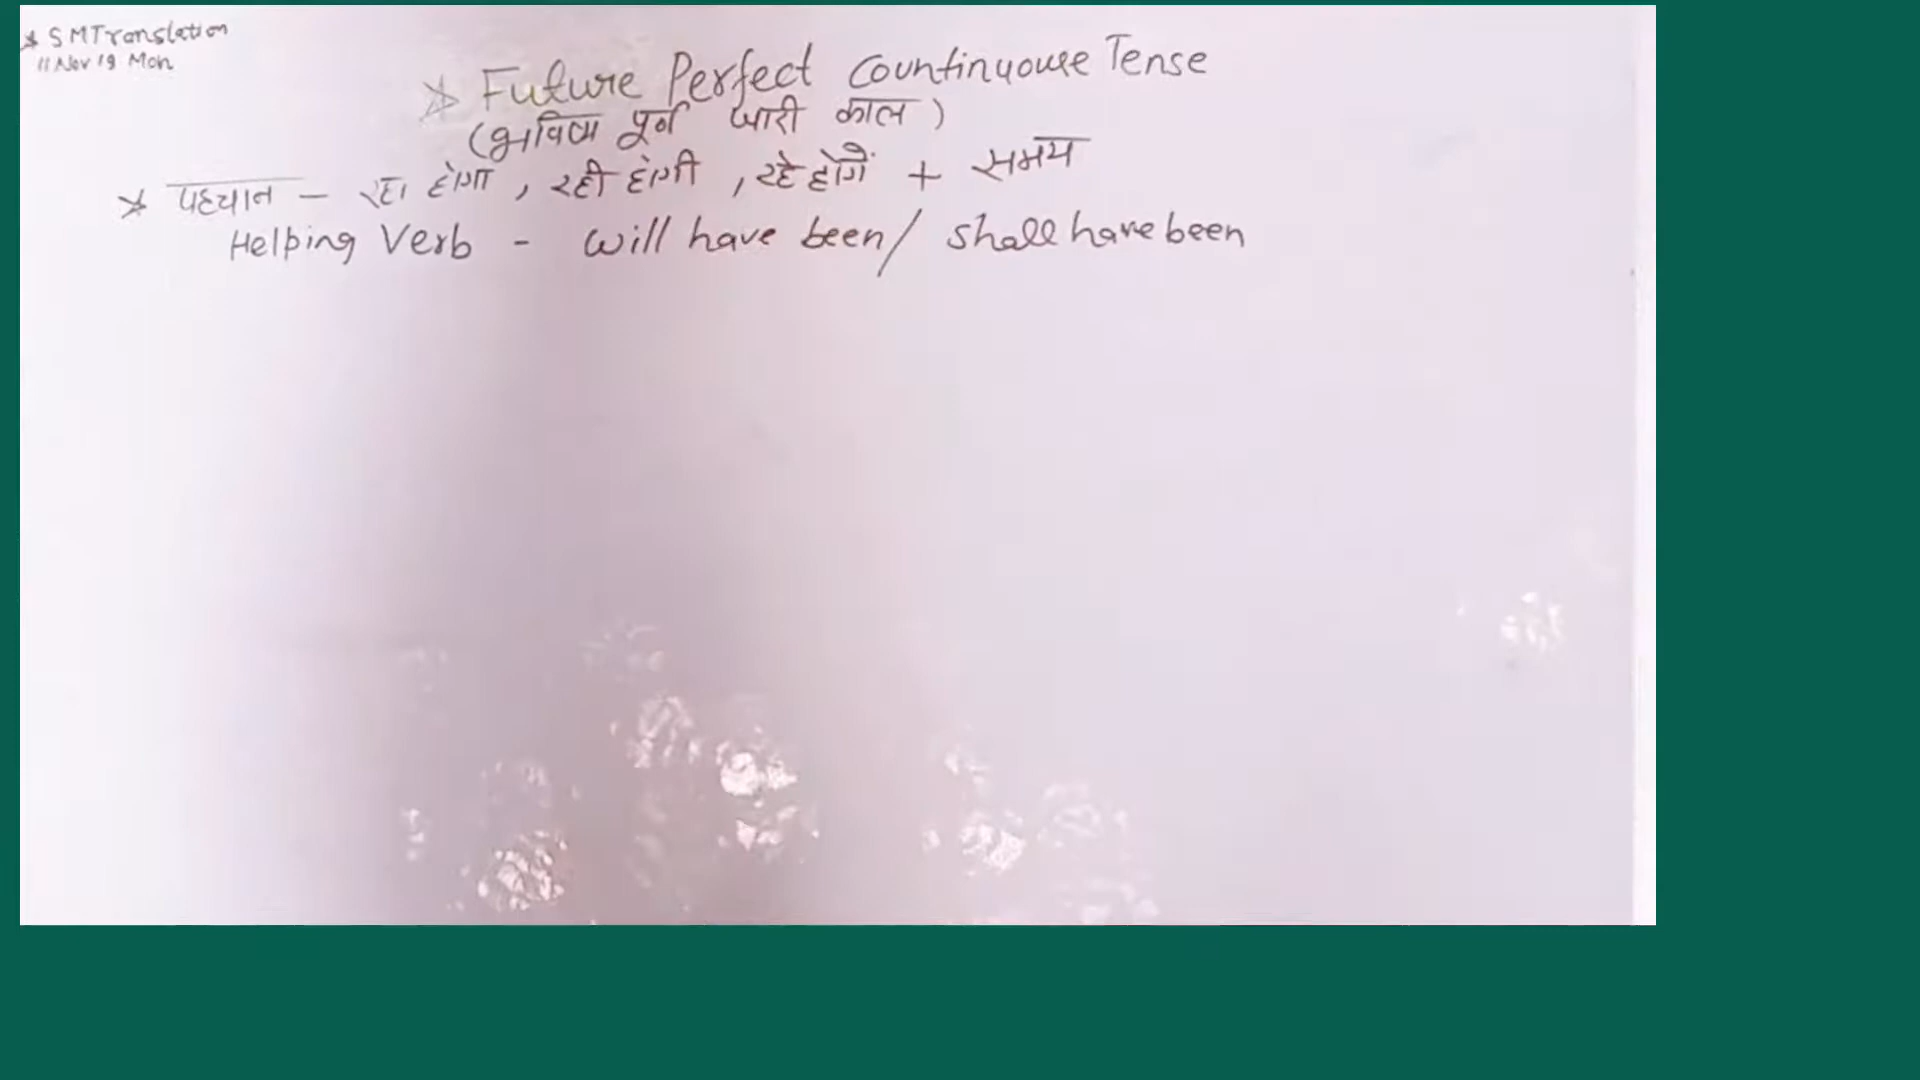 * SMTranslation
11 Nov 19 Mon
* Future Perfect Countinuouse Tense
(भविष्य पूर्ण जारी काल)
* पहचान – रहा होगा, रही होगी, रहे होगें + समय
Helping Verb - will have been/ shall have been